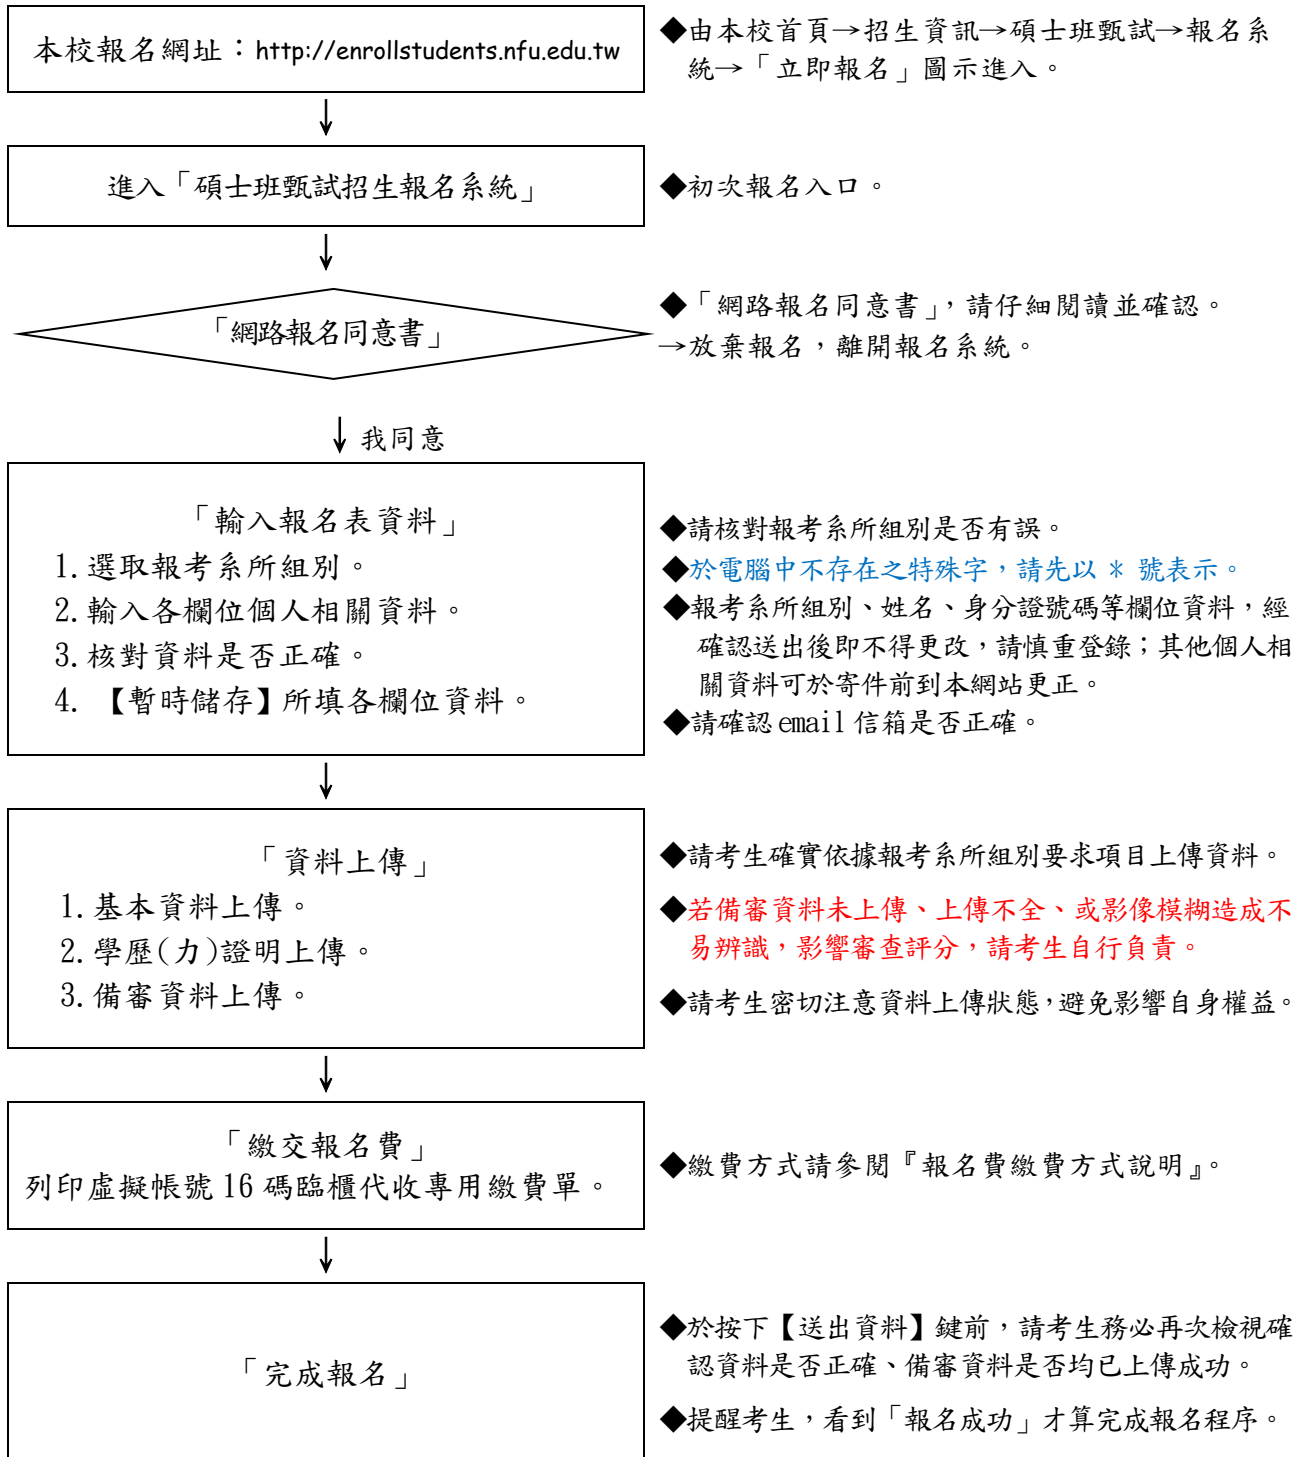 本校報名網址：http://enrollstudents.nfu.edu.tw
◆由本校首頁→招生資訊→碩士班甄試→報名系
統→「立即報名」圖示進入。
↓
進入「碩士班甄試招生報名系統」
◆初次報名入口。
↓
「網路報名同意書」
◆「網路報名同意書」，請仔細閱讀並確認。
→放棄報名，離開報名系統。
↓ 我同意
「輸入報名表資料」
1.選取報考系所組別。
2.輸入各欄位個人相關資料。
3.核對資料是否正確。
4. 【暫時儲存】所填各欄位資料。
◆請核對報考系所組別是否有誤。
◆於電腦中不存在之特殊字，請先以 * 號表示。
◆報考系所組別、姓名、身分證號碼等欄位資料，經
確認送出後即不得更改，請慎重登錄；其他個人相
關資料可於寄件前到本網站更正。
◆請確認 email 信箱是否正確。
↓
「資料上傳」
1.基本資料上傳。
2.學歷(力)證明上傳。
3.備審資料上傳。
◆請考生確實依據報考系所組別要求項目上傳資料。
◆若備審資料未上傳、上傳不全、或影像模糊造成不
易辨識，影響審查評分，請考生自行負責。
◆請考生密切注意資料上傳狀態，避免影響自身權益。
↓
「繳交報名費」
列印虛擬帳號 16 碼臨櫃代收專用繳費單。
◆繳費方式請參閱『報名費繳費方式說明』。
↓
「完成報名」
◆於按下【送出資料】鍵前，請考生務必再次檢視確
認資料是否正確、備審資料是否均已上傳成功。
◆提醒考生，看到「報名成功」才算完成報名程序。